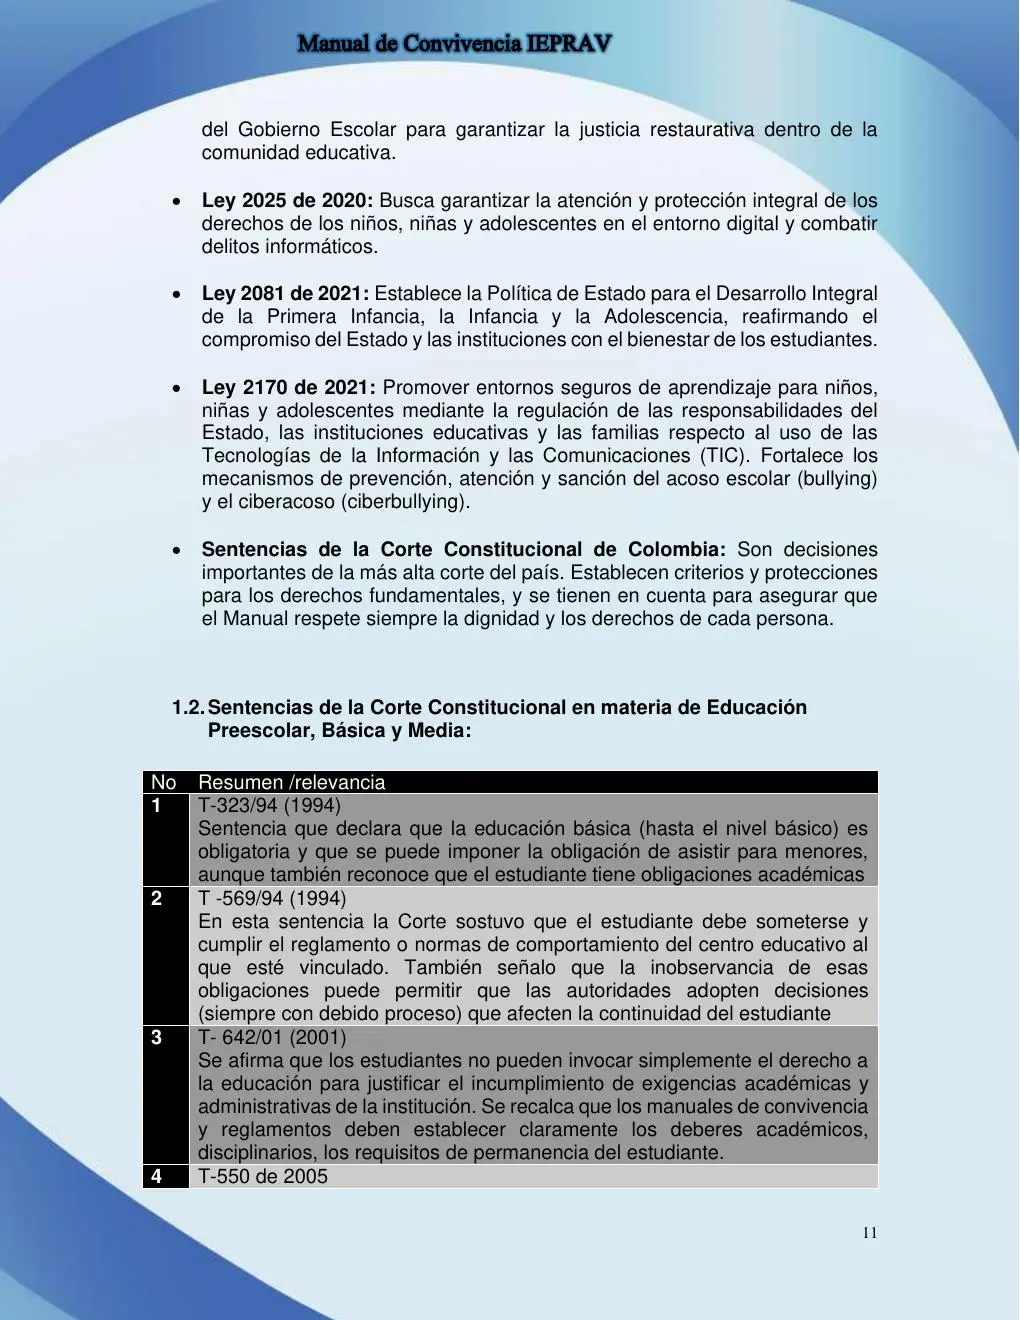 Manual de Convivencia IEPRAV
del Gobierno Escolar para garantizar la justicia restaurativa dentro de la
comunidad educativa.
• Ley 2025 de 2020: Busca garantizar la atención y protección integral de los
derechos de los niños, niñas y adolescentes en el entorno digital y combatir
delitos informáticos.
• Ley 2081 de 2021: Establece la Política de Estado para el Desarrollo Integral
de la Primera Infancia, la Infancia y la Adolescencia, reafirmando el
compromiso del Estado y las instituciones con el bienestar de los estudiantes.
• Ley 2170 de 2021: Promover entornos seguros de aprendizaje para niños,
niñas y adolescentes mediante la regulación de las responsabilidades del
Estado, las instituciones educativas y las familias respecto al uso de las
Tecnologías de la Información y las Comunicaciones (TIC). Fortalece los
mecanismos de prevención, atención y sanción del acoso escolar (bullying)
y el ciberacoso (ciberbullying).
• Sentencias de la Corte Constitucional de Colombia: Son decisiones
importantes de la más alta corte del país. Establecen criterios y protecciones
para los derechos fundamentales, y se tienen en cuenta para asegurar que
el Manual respete siempre la dignidad y los derechos de cada persona.
1.2. Sentencias de la Corte Constitucional en materia de Educación
Preescolar, Básica y Media:
No Resumen /relevancia
1 T-323/94 (1994)
Sentencia que declara que la educación básica (hasta el nivel básico) es
obligatoria y que se puede imponer la obligación de asistir para menores,
aunque también reconoce que el estudiante tiene obligaciones académicas
2 T -569/94 (1994)
En esta sentencia la Corte sostuvo que el estudiante debe someterse y
cumplir el reglamento o normas de comportamiento del centro educativo al
que esté vinculado. También señalo que la inobservancia de esas
obligaciones puede permitir que las autoridades adopten decisiones
(siempre con debido proceso) que afecten la continuidad del estudiante
3 T- 642/01 (2001)
Se afirma que los estudiantes no pueden invocar simplemente el derecho a
la educación para justificar el incumplimiento de exigencias académicas y
administrativas de la institución. Se recalca que los manuales de convivencia
y reglamentos deben establecer claramente los deberes académicos,
disciplinarios, los requisitos de permanencia del estudiante.
4 T-550 de 2005
11